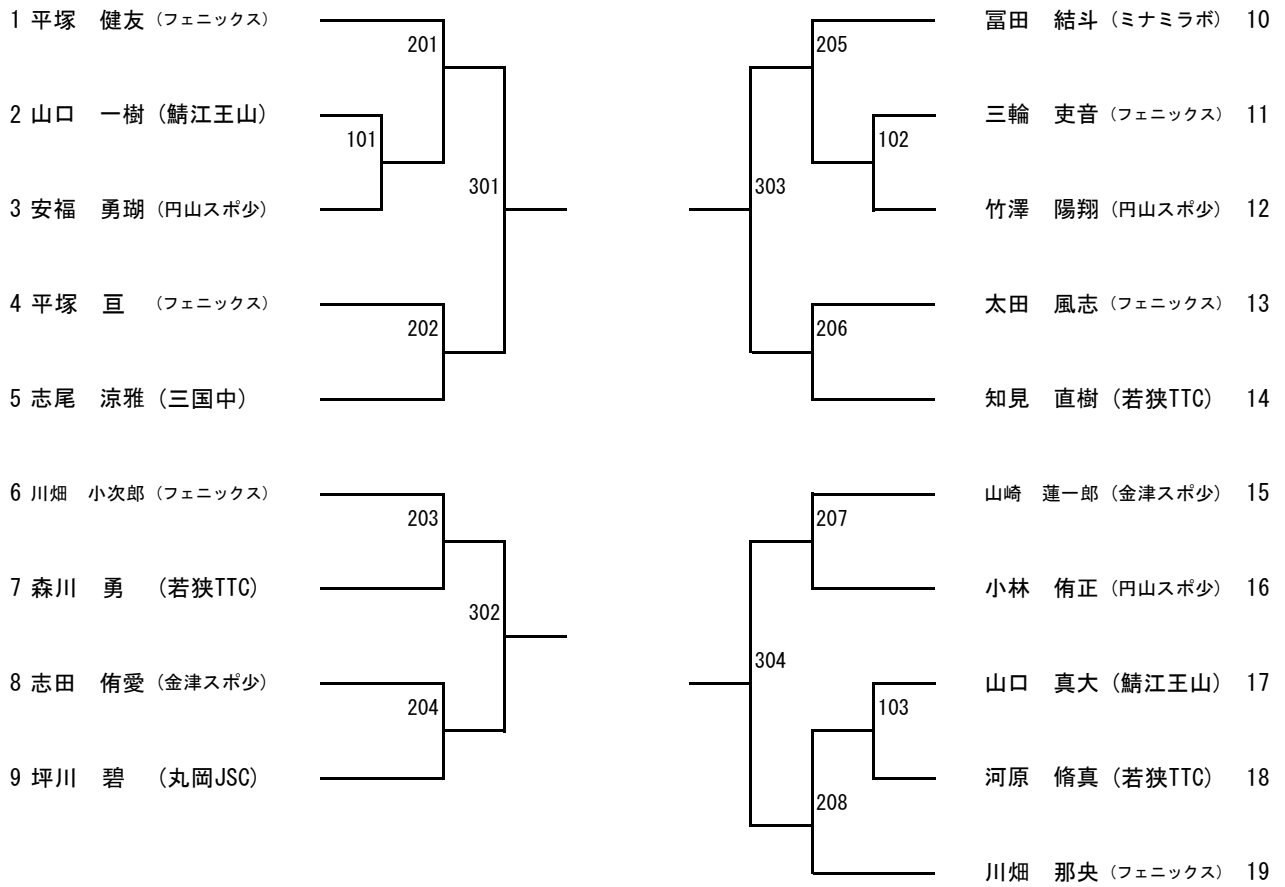 1 平塚　健友（フェニックス）
201
2 山口　一樹（鯖江王山）
101
3 安福　勇瑚（円山スポ少）
301
4 平塚　亘　（フェニックス）
202
5 志尾　涼雅（三国中）
6 川畑　小次郎（フェニックス）
203
7 森川　勇　（若狭TTC）
302
8 志田　侑愛（金津スポ少）
204
9 坪川　碧　（丸岡JSC）
冨田　結斗（ミナミラボ） 10
205
三輪　吏音（フェニックス） 11
102
303
竹澤　陽翔（円山スポ少） 12
太田　風志（フェニックス） 13
206
知見　直樹（若狭TTC） 14
山崎　蓮一郎（金津スポ少） 15
207
小林　侑正（円山スポ少） 16
304
山口　真大（鯖江王山） 17
103
河原　脩真（若狭TTC） 18
208
川畑　那央（フェニックス） 19